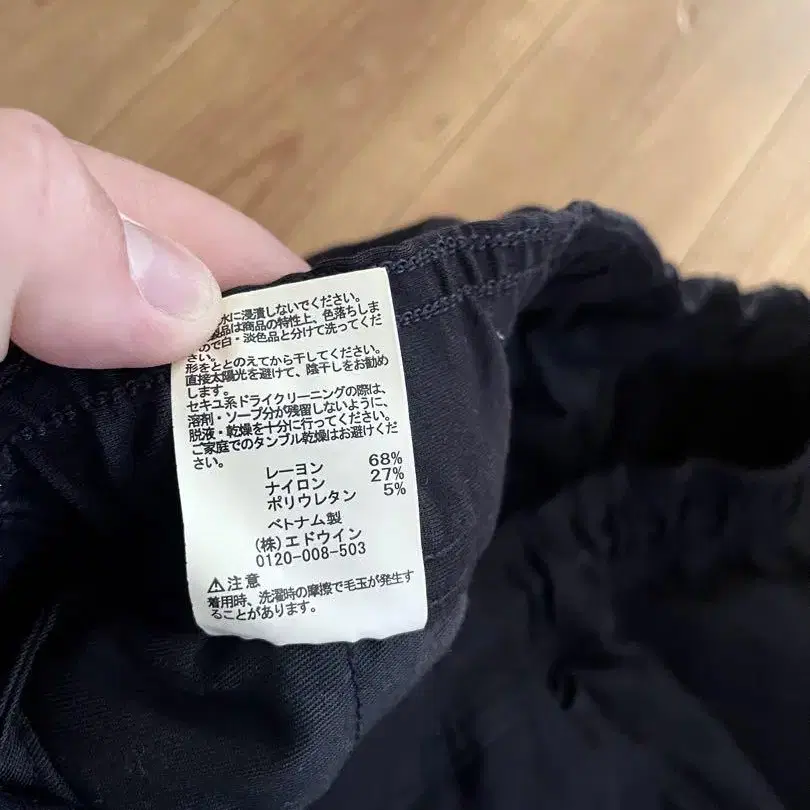 水に浸漬しないでください。
品は商品の特性上、色落ちしま
ので白・淡色品と分けて洗ってくだ
さい。
形をととのえてから干してください。
直接太陽光を避けて、陰干しをお勧め
します。
セキユ系ドライクリーニングの際は、
溶剤・ソープ分が残留しないように、
脱液・乾燥を十分に行ってください。
ご家庭でのタンブル乾燥はお避けくだ
さい。
レーヨン 68%
ナイロン 27%
ポリウレタン 5%
ベトナム製
(株)エドウイン
0120-008-503
⚠注意
着用時、洗濯時の摩擦で毛玉が発生す
ることがあります。